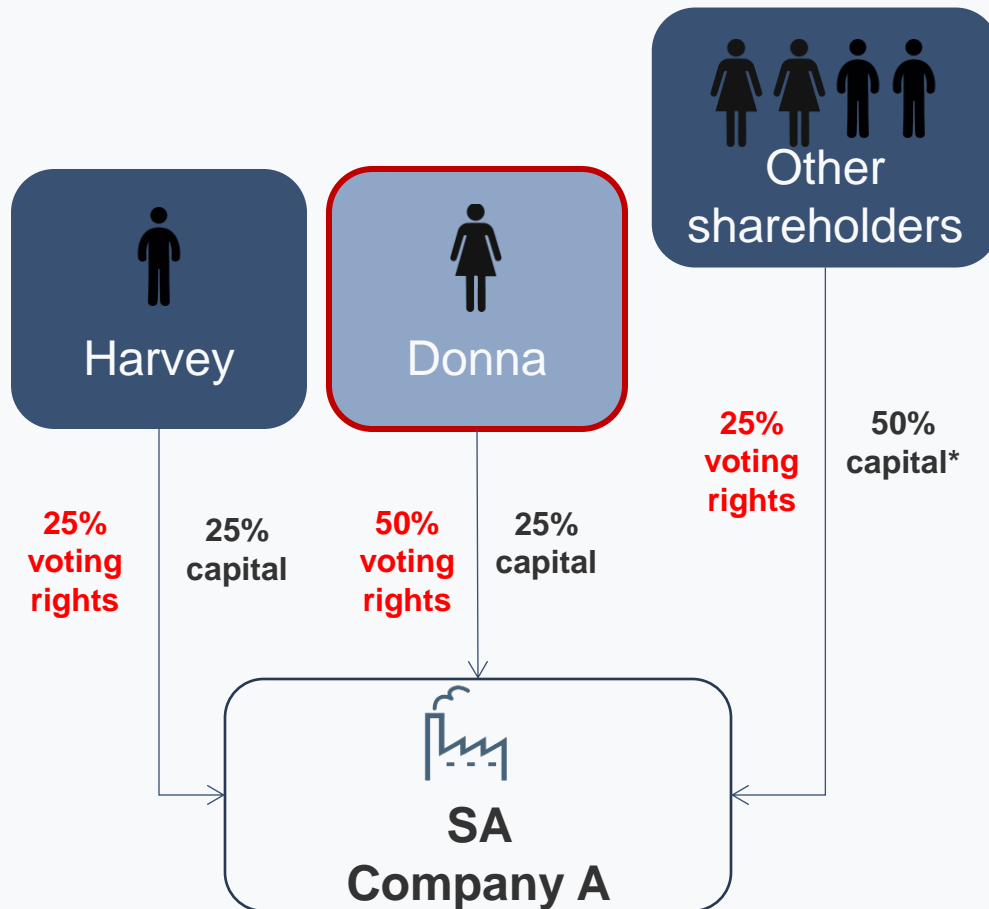 Other
shareholders
Harvey
Donna
25%
voting
rights
25%
capital
50%
voting
rights
25%
capital
25%
voting
rights
50%
capital*
SA
Company A